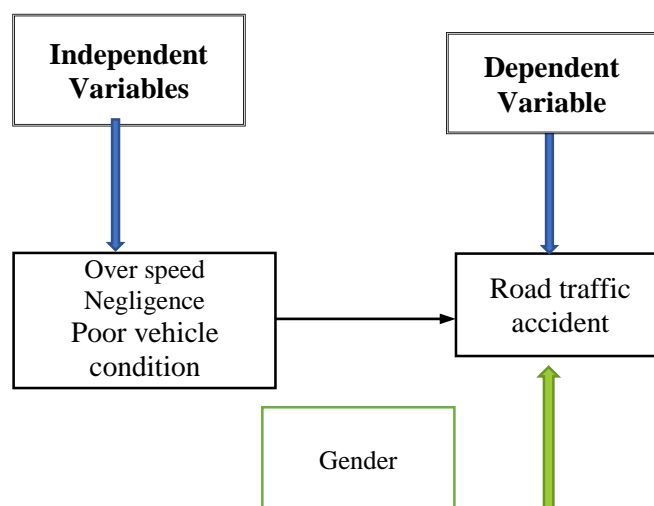 Independent
Variables
Dependent
Variable
Over speed
Negligence
Poor vehicle
condition
Road traffic
accident
Gender